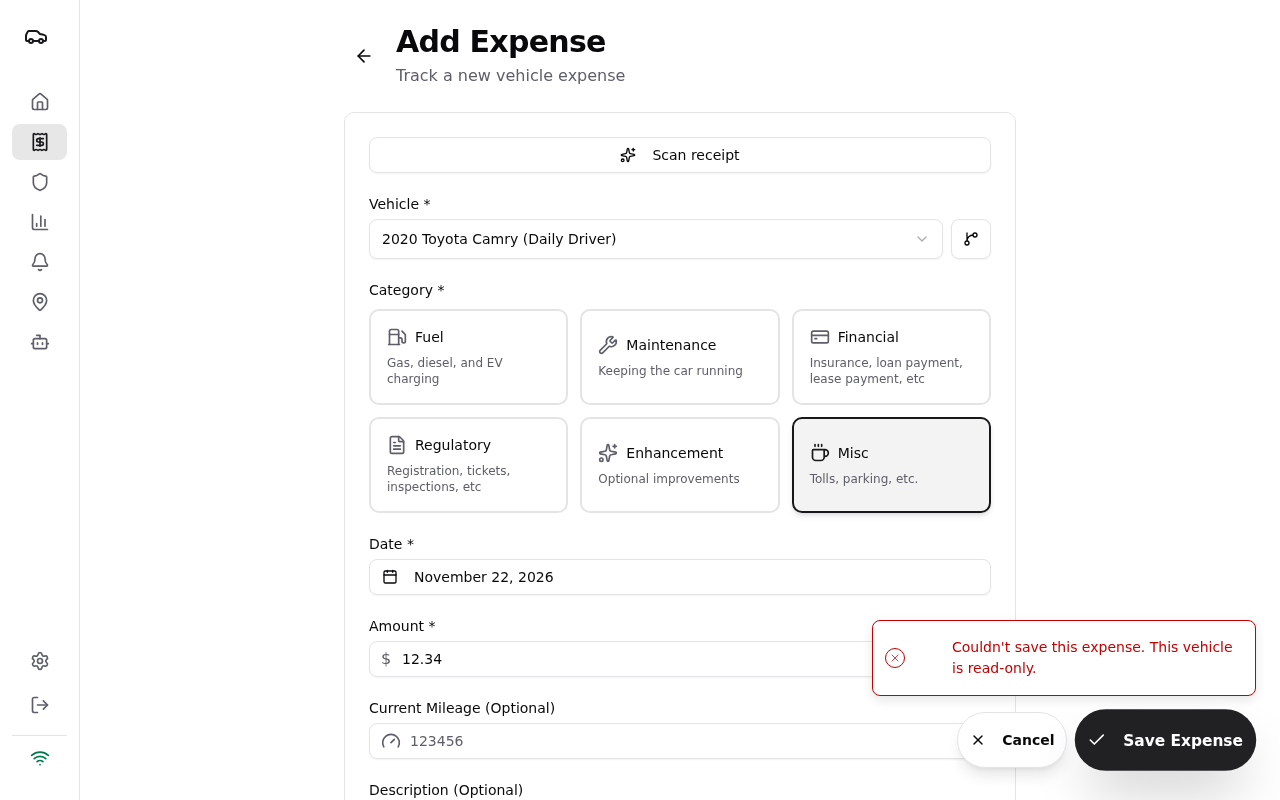 Add Expense
Track a new vehicle expense
Scan receipt
Vehicle *
2020 Toyota Camry (Daily Driver)
Category *
Fuel
Gas, diesel, and EV
charging
Maintenance
Keeping the car running
Financial
Insurance, loan payment,
lease payment, etc
Regulatory
Registration, tickets,
inspections, etc
Enhancement
Optional improvements
Misc
Tolls, parking, etc.
Date *
November 22, 2026
Amount *
$ 12.34
Couldn't save this expense. This vehicle
is read-only.
Current Mileage (Optional)
123456
Cancel
Save Expense
Description (Optional)